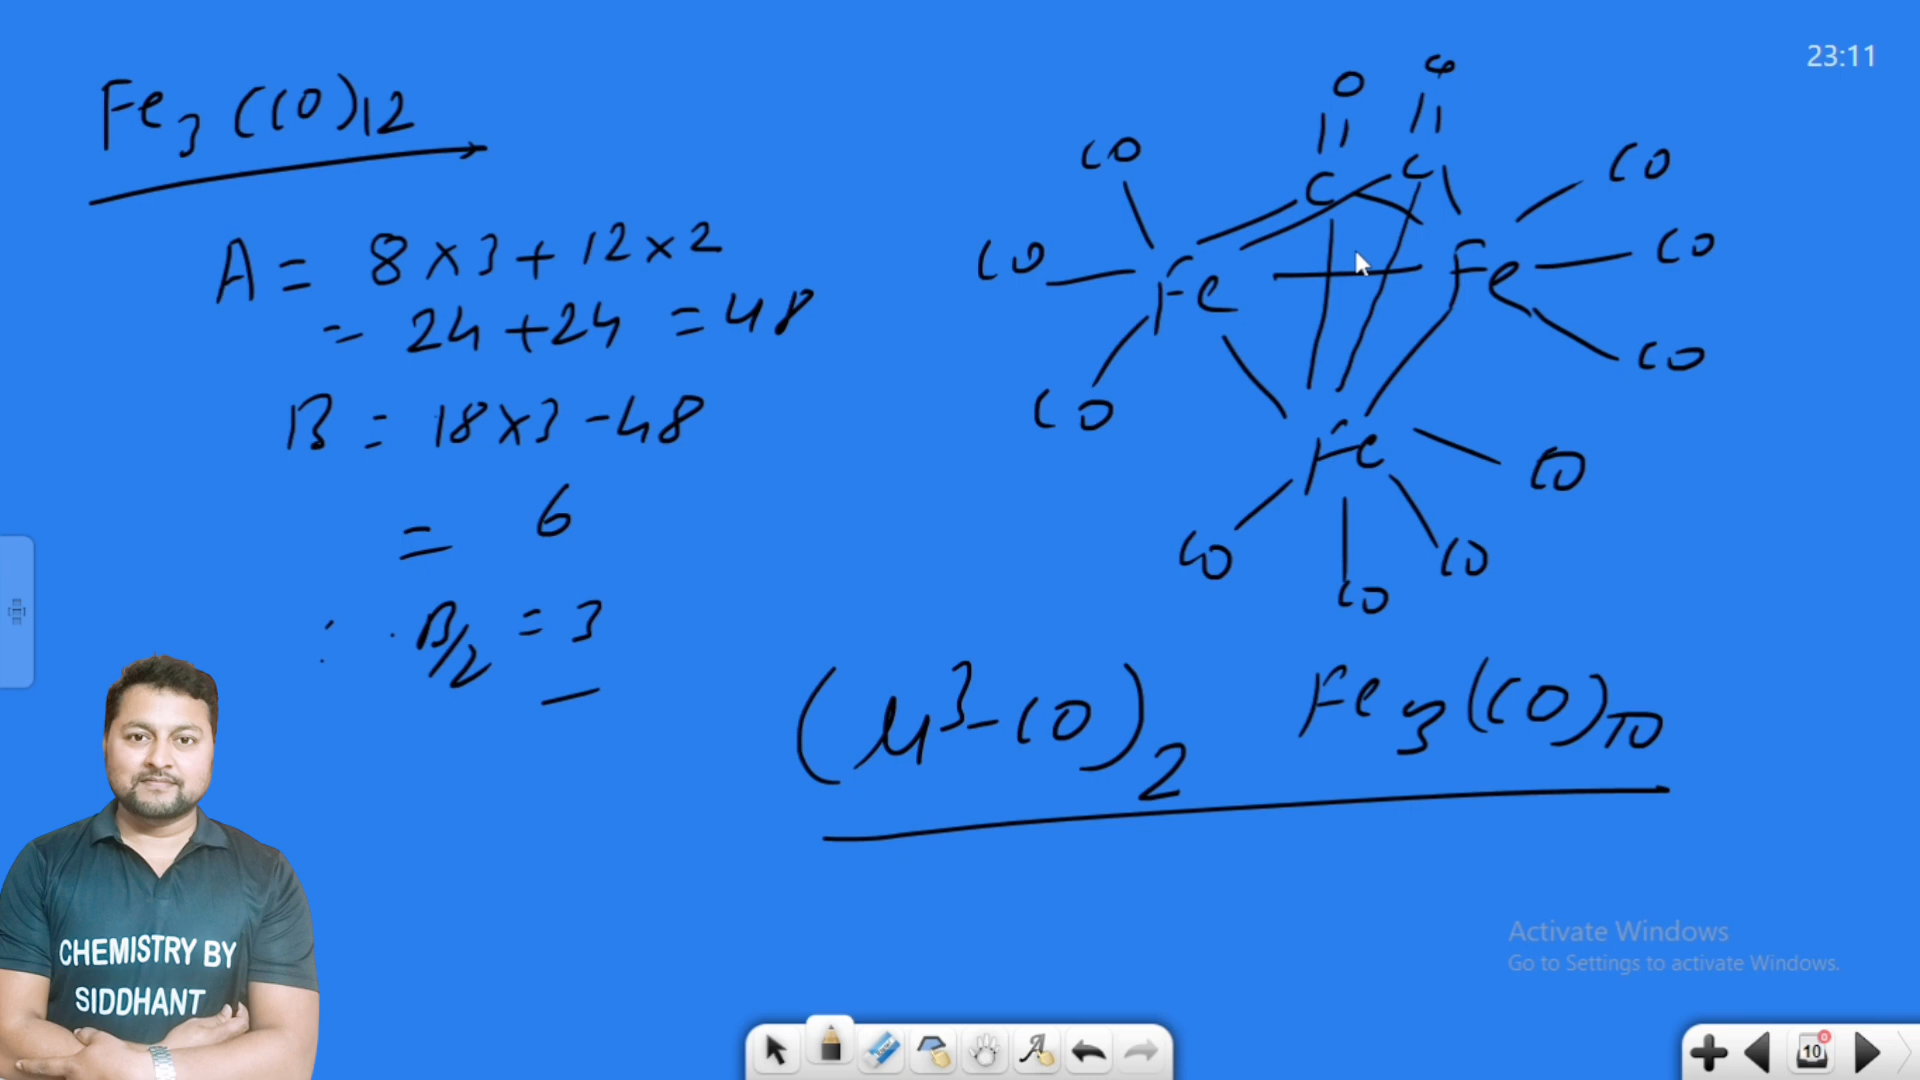 23:11
Fe3(CO)12
A = 8×3 + 12×2
= 24 + 24 = 48
B = 18×3 - 48
= 6
∴ B/2 = 3
O O
C C
CO CO
CO Fe Fe CO
CO CO
Fe CO
CO CO CO
(μ3-CO)2 Fe3(CO)10
CHEMISTRY BY
SIDDHANT
Activate Windows
Go to Settings to activate Windows.
A
10
0